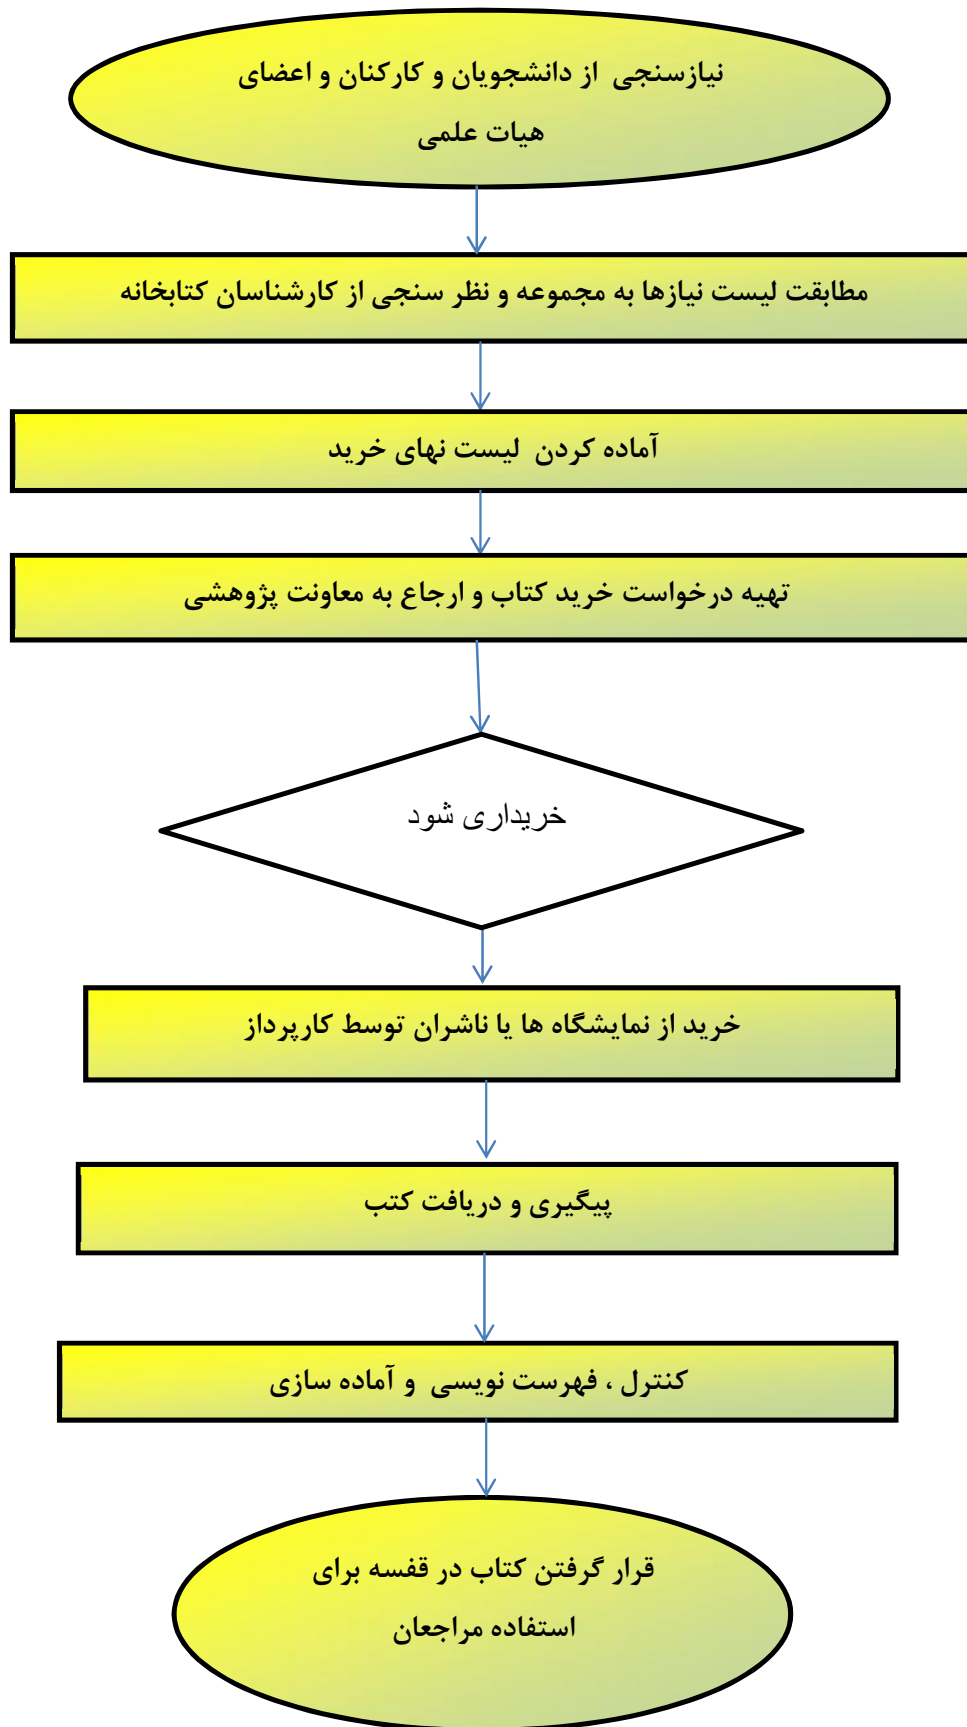 نیازسنجی از دانشجویان و کارکنان و اعضای
هیات علمی
مطابقت لیست نیازها به مجموعه و نظر سنجی از کارشناسان کتابخانه
آماده کردن لیست نهای خرید
تهیه درخواست خرید کتاب و ارجاع به معاونت پژوهشی
خریداری شود
خرید از نمایشگاه ها یا ناشران توسط کارپرداز
پیگیری و دریافت کتب
کنترل ، فهرست نویسی و آماده سازی
قرار گرفتن کتاب در قفسه برای
استفاده مراجعان